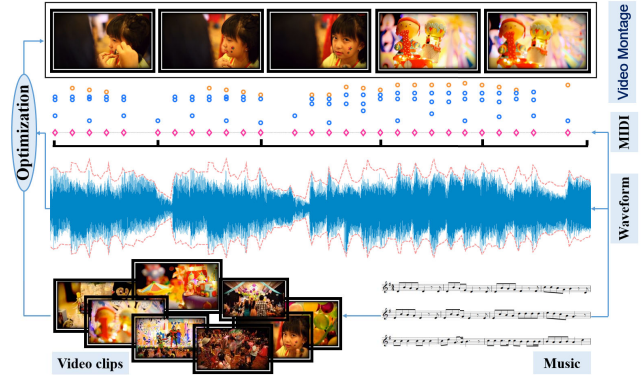 Video Montage
Optimization
MIDI
Waveform
Video clips
Music